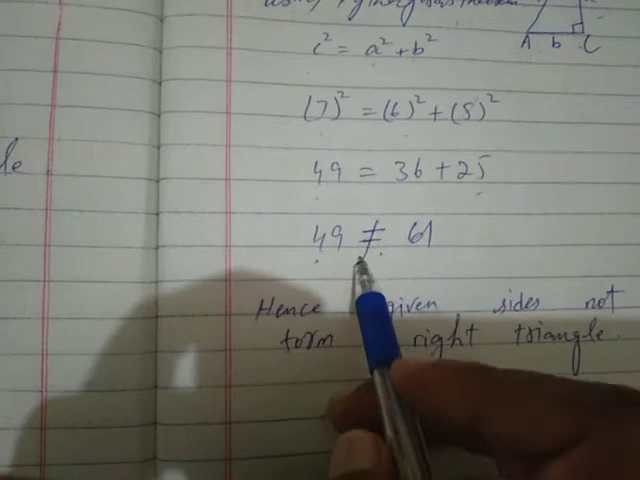 using
A b C
c² = a² + b²
(7)² = (6)² + (5)²
le
49 = 36 + 25
49 ≠ 61
Hence given sides not
form right triangle.